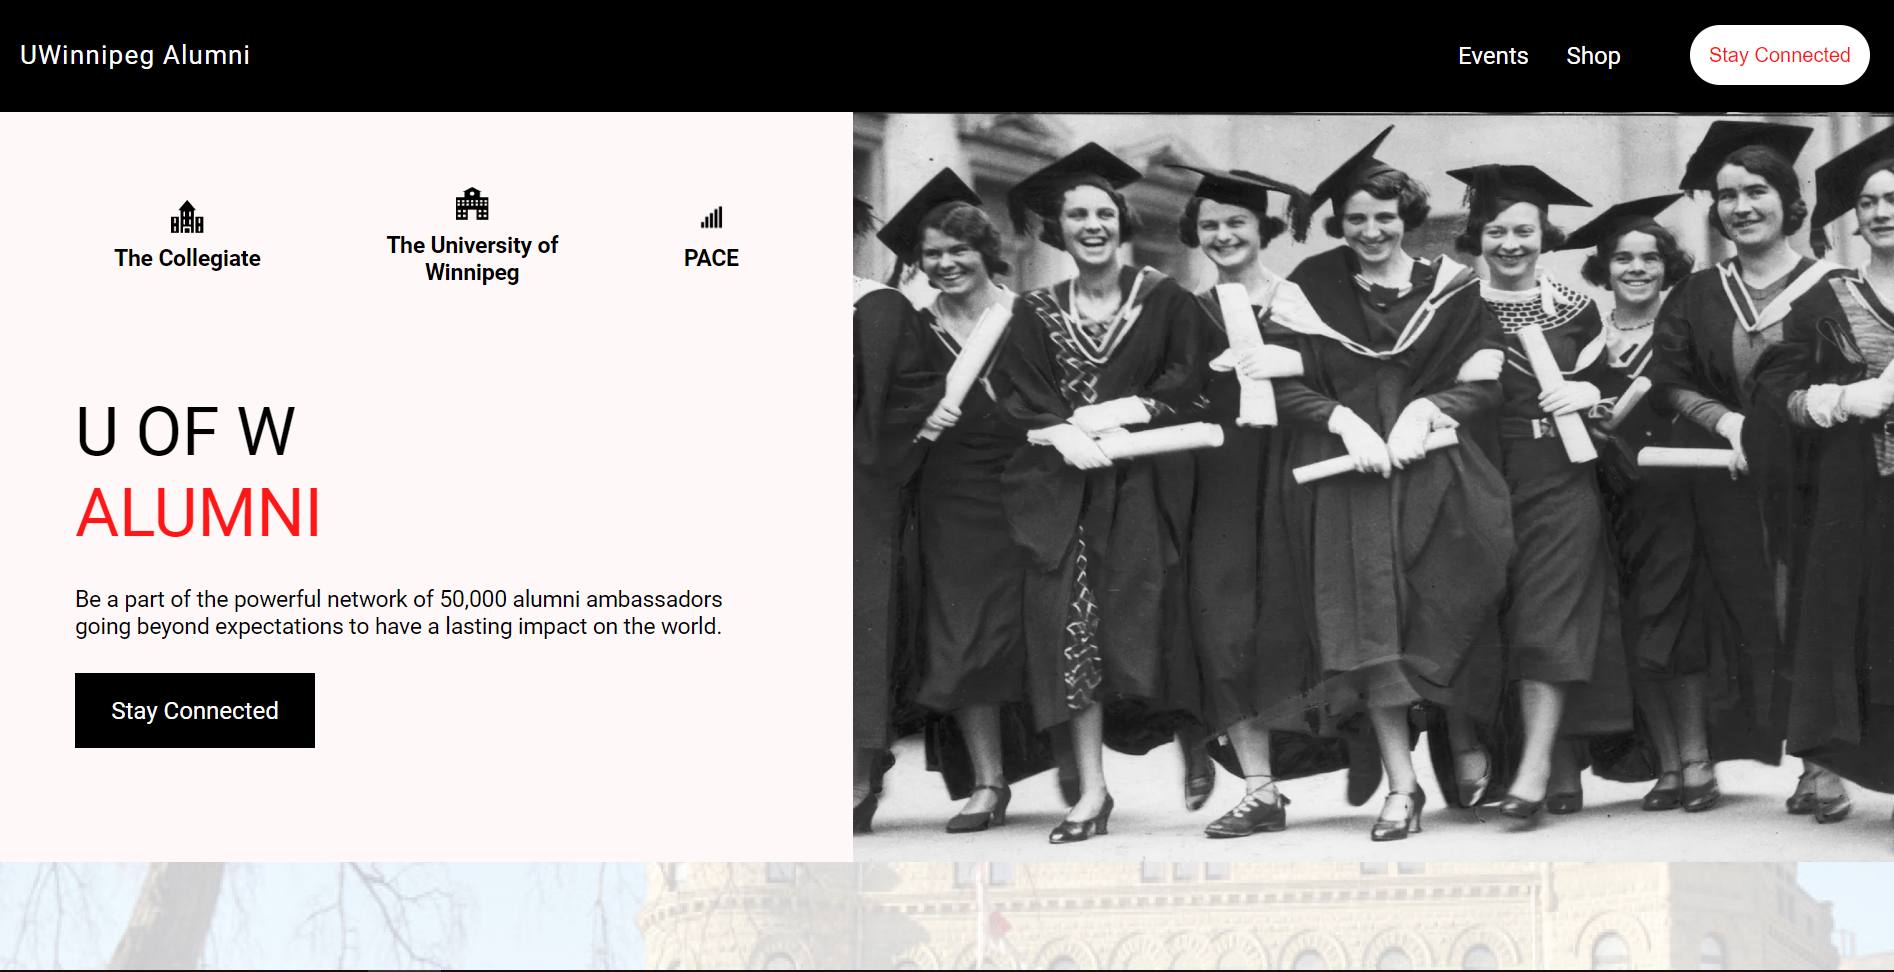 UWinnipeg Alumni
Events
Shop
Stay Connected
The Collegiate
The University of
Winnipeg
PACE
U OF W
ALUMNI
Be a part of the powerful network of 50,000 alumni ambassadors
going beyond expectations to have a lasting impact on the world.
Stay Connected